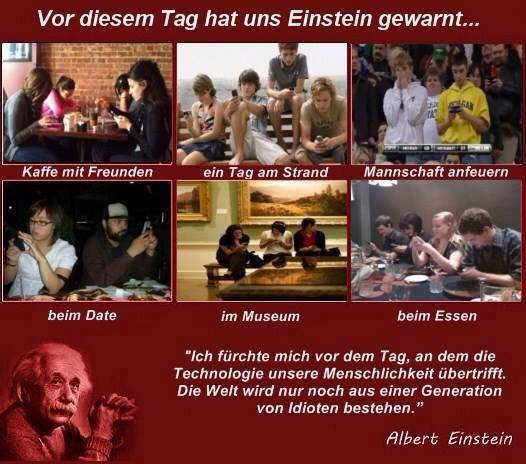 Vor diesem Tag hat uns Einstein gewarnt...
Kaffe mit Freunden
ein Tag am Strand
Mannschaft anfeuern
beim Date
im Museum
beim Essen
"Ich fürchte mich vor dem Tag, an dem die
Technologie unsere Menschlichkeit übertrifft.
Die Welt wird nur noch aus einer Generation
von Idioten bestehen.”
Albert Einstein